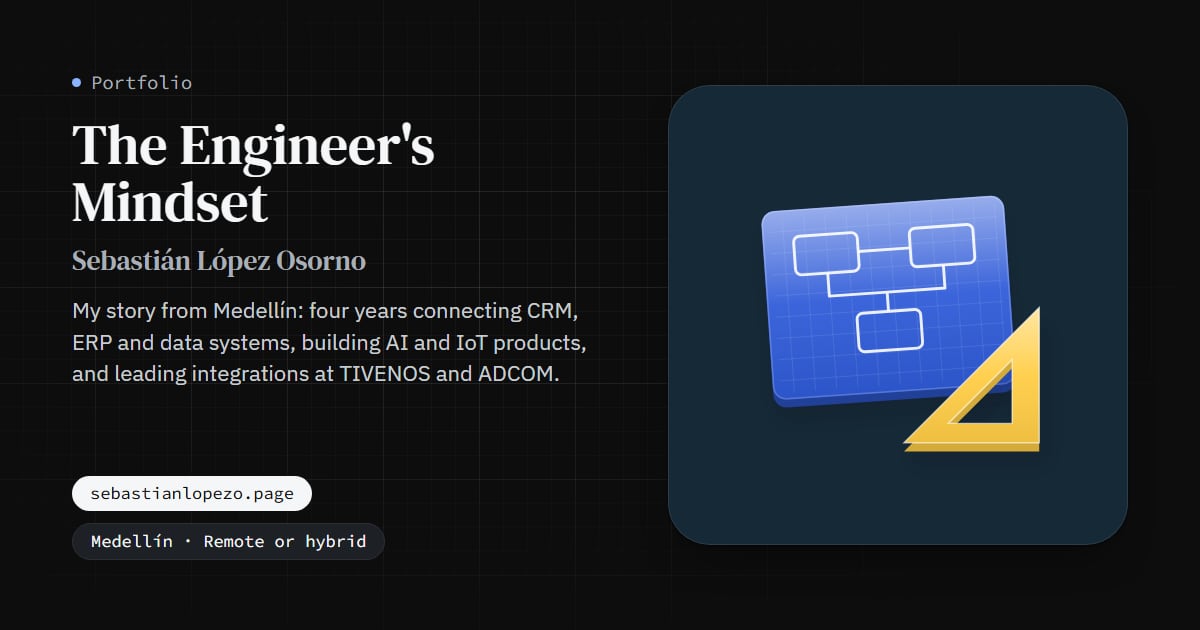 Portfolio
The Engineer's
Mindset
Sebastián López Osorno
My story from Medellín: four years connecting CRM,
ERP and data systems, building AI and IoT products,
and leading integrations at TIVENOS and ADCOM.
sebastianlopezo.page
Medellín · Remote or hybrid